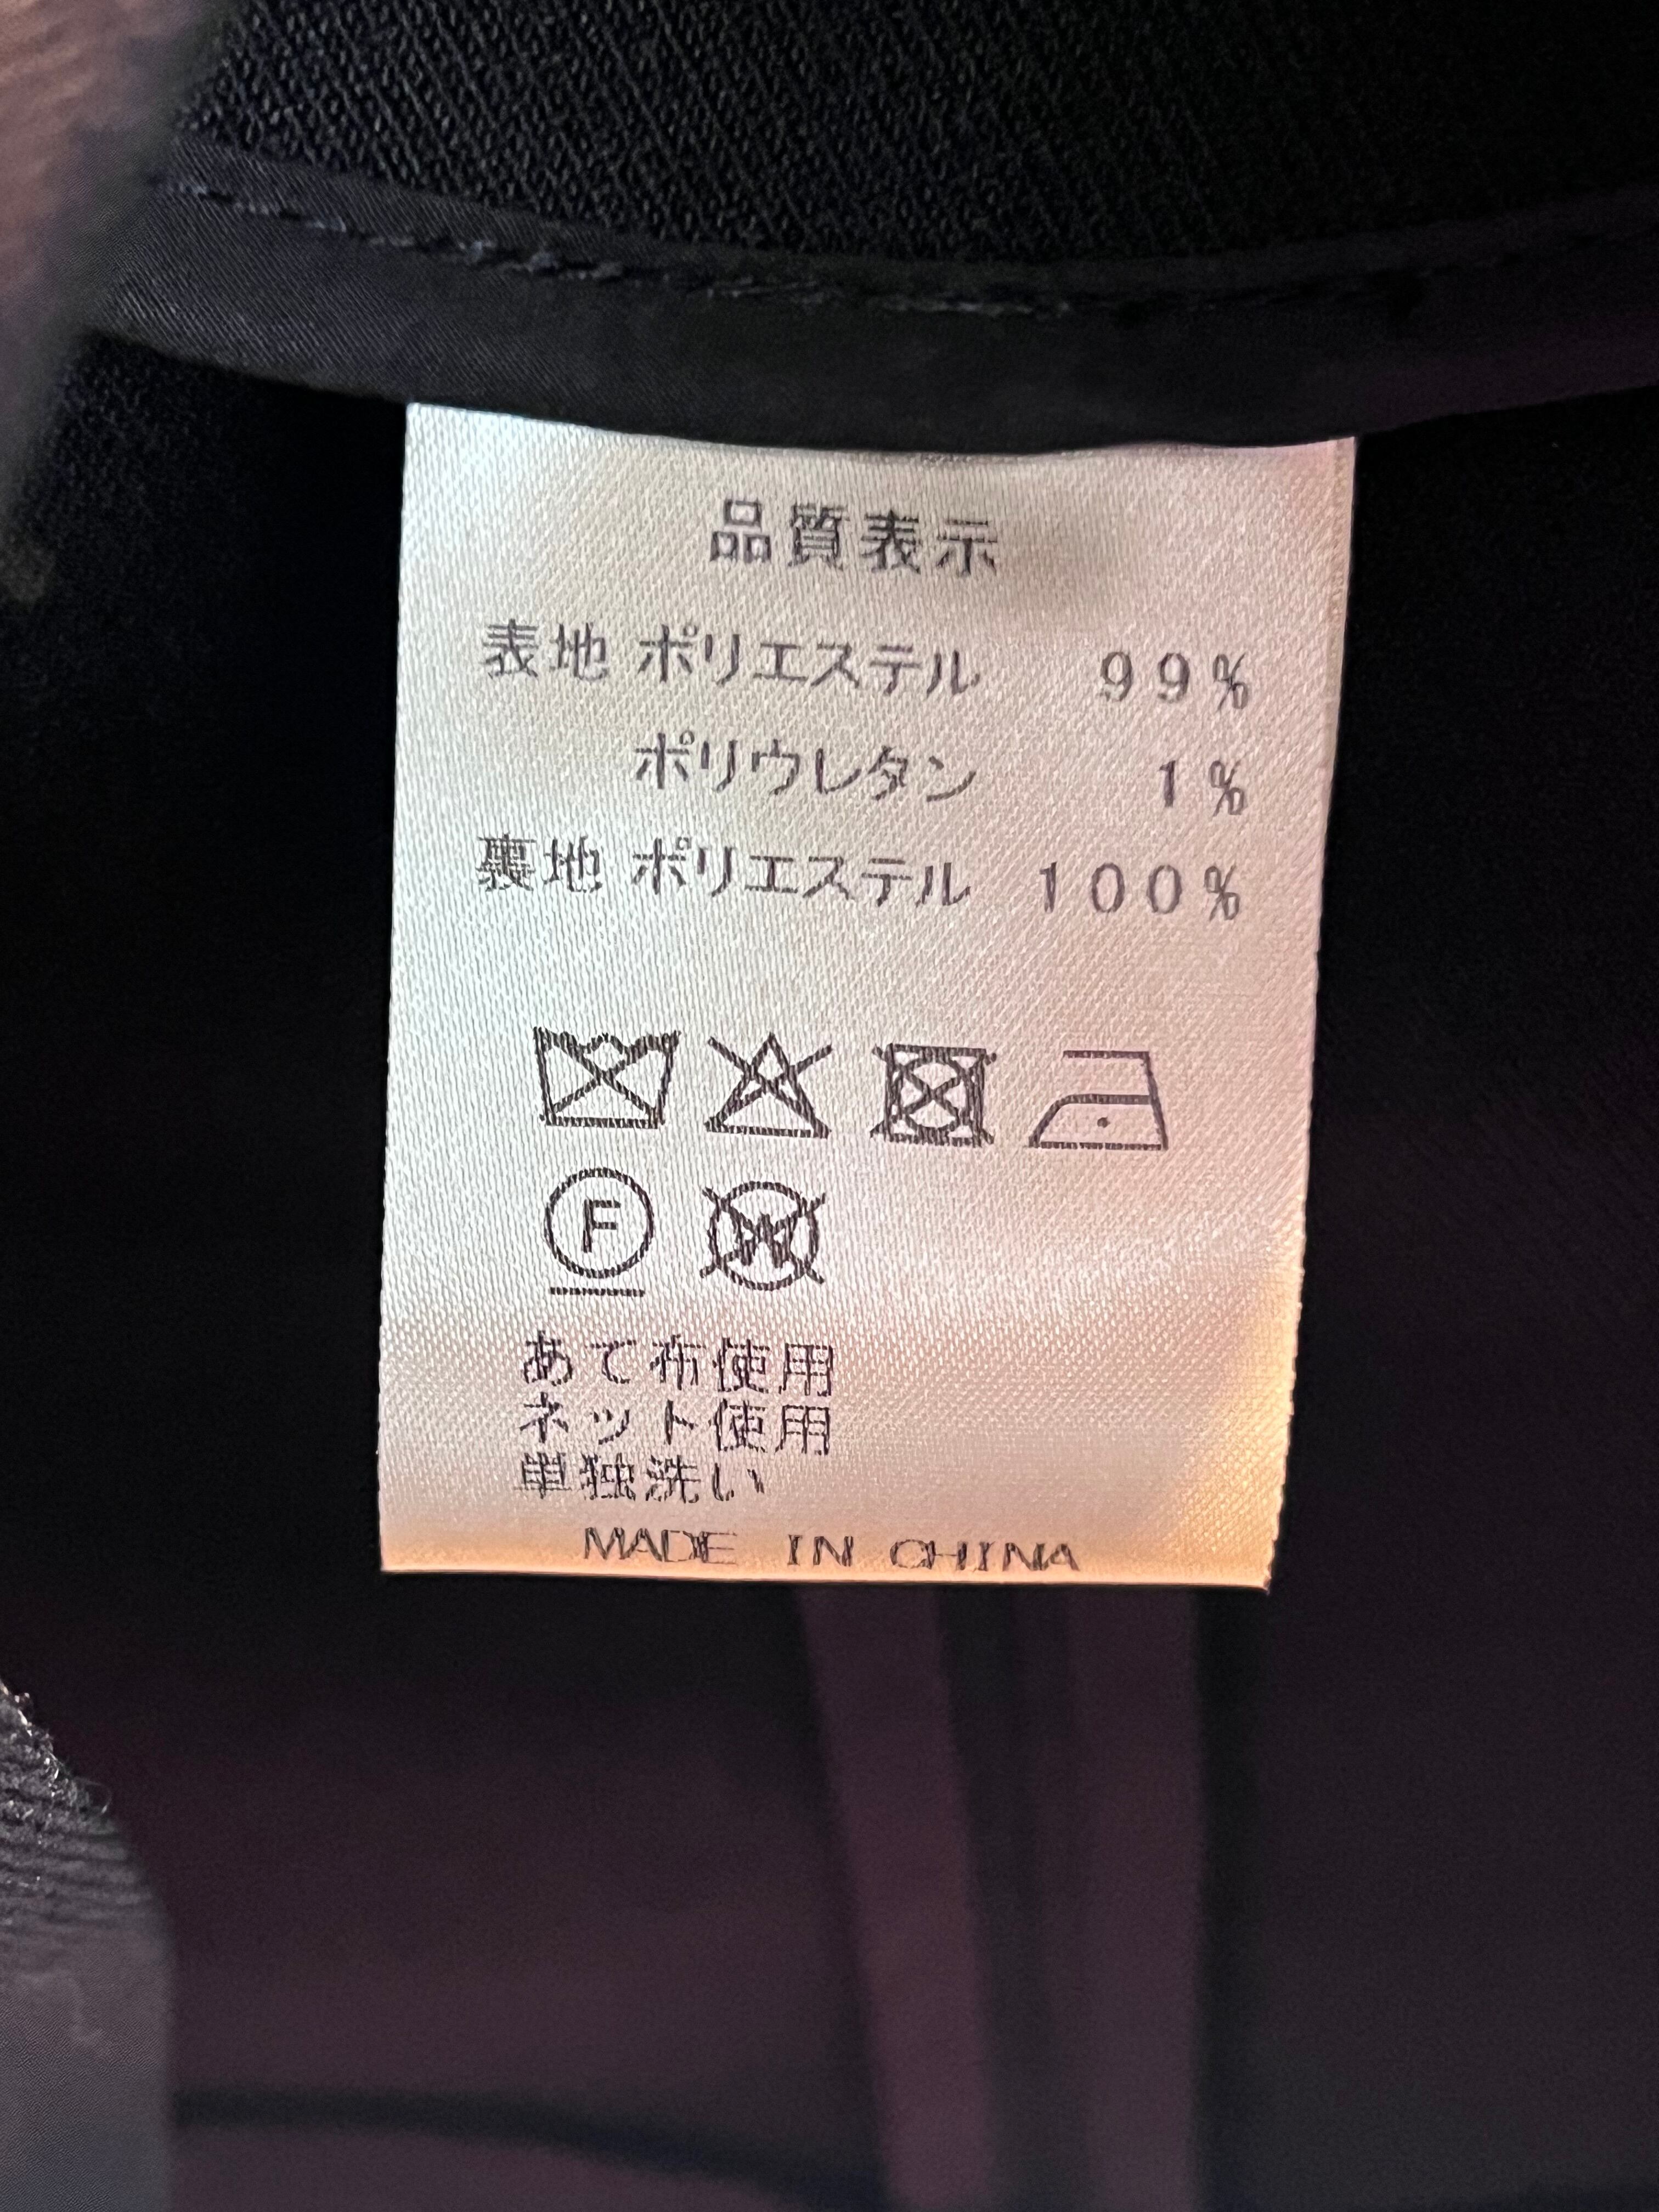 品質表示
表地 ポリエステル 99%
ポリウレタン 1%
裏地 ポリエステル 100%
F W
あて布使用
ネット使用
単独洗い
MADE IN CHINA